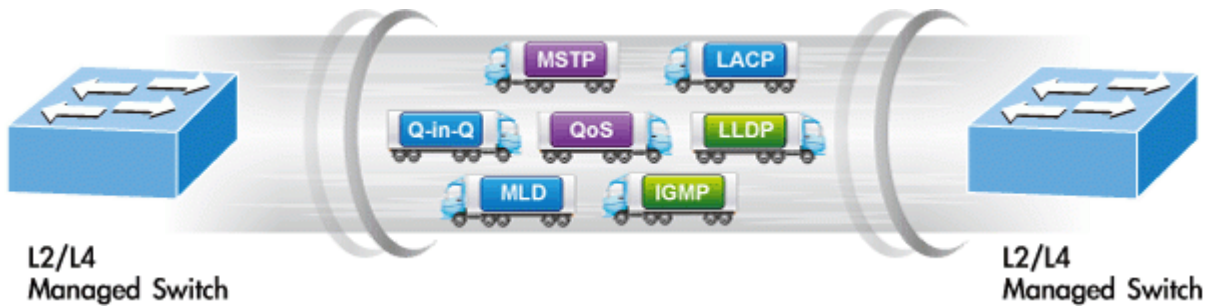 MSTP
LACP
Q-in-Q
QoS
LLDP
MLD
IGMP
L2/L4
Managed Switch
L2/L4
Managed Switch